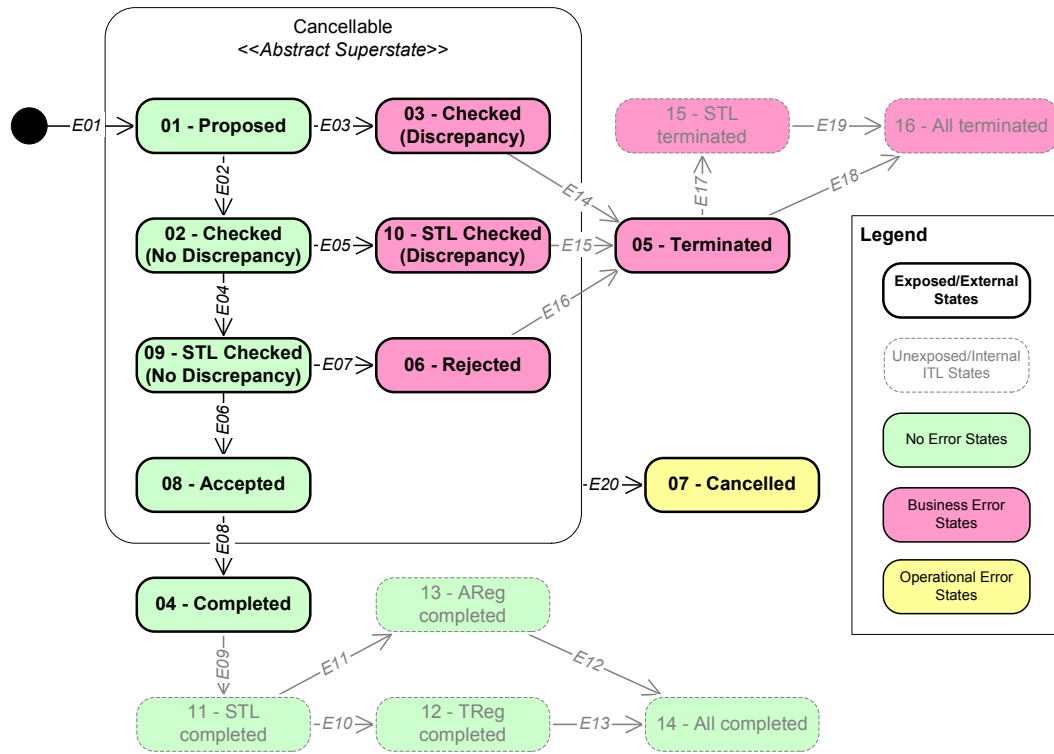 Cancellable
<<Abstract Superstate>>
E01
01 - Proposed
E03
03 - Checked
(Discrepancy)
15 - STL
terminated
E19
16 - All terminated
E02
E14
E17
E18
02 - Checked
(No Discrepancy)
E05
10 - STL Checked
(Discrepancy)
E15
05 - Terminated
E04
E16
09 - STL Checked
(No Discrepancy)
E07
06 - Rejected
E06
08 - Accepted
E20
07 - Cancelled
E08
04 - Completed
13 - AReg
completed
E09
E11
E12
11 - STL
completed
E10
12 - TReg
completed
E13
14 - All completed
Legend
Exposed/External
States
Unexposed/Internal
ITL States
No Error States
Business Error
States
Operational Error
States